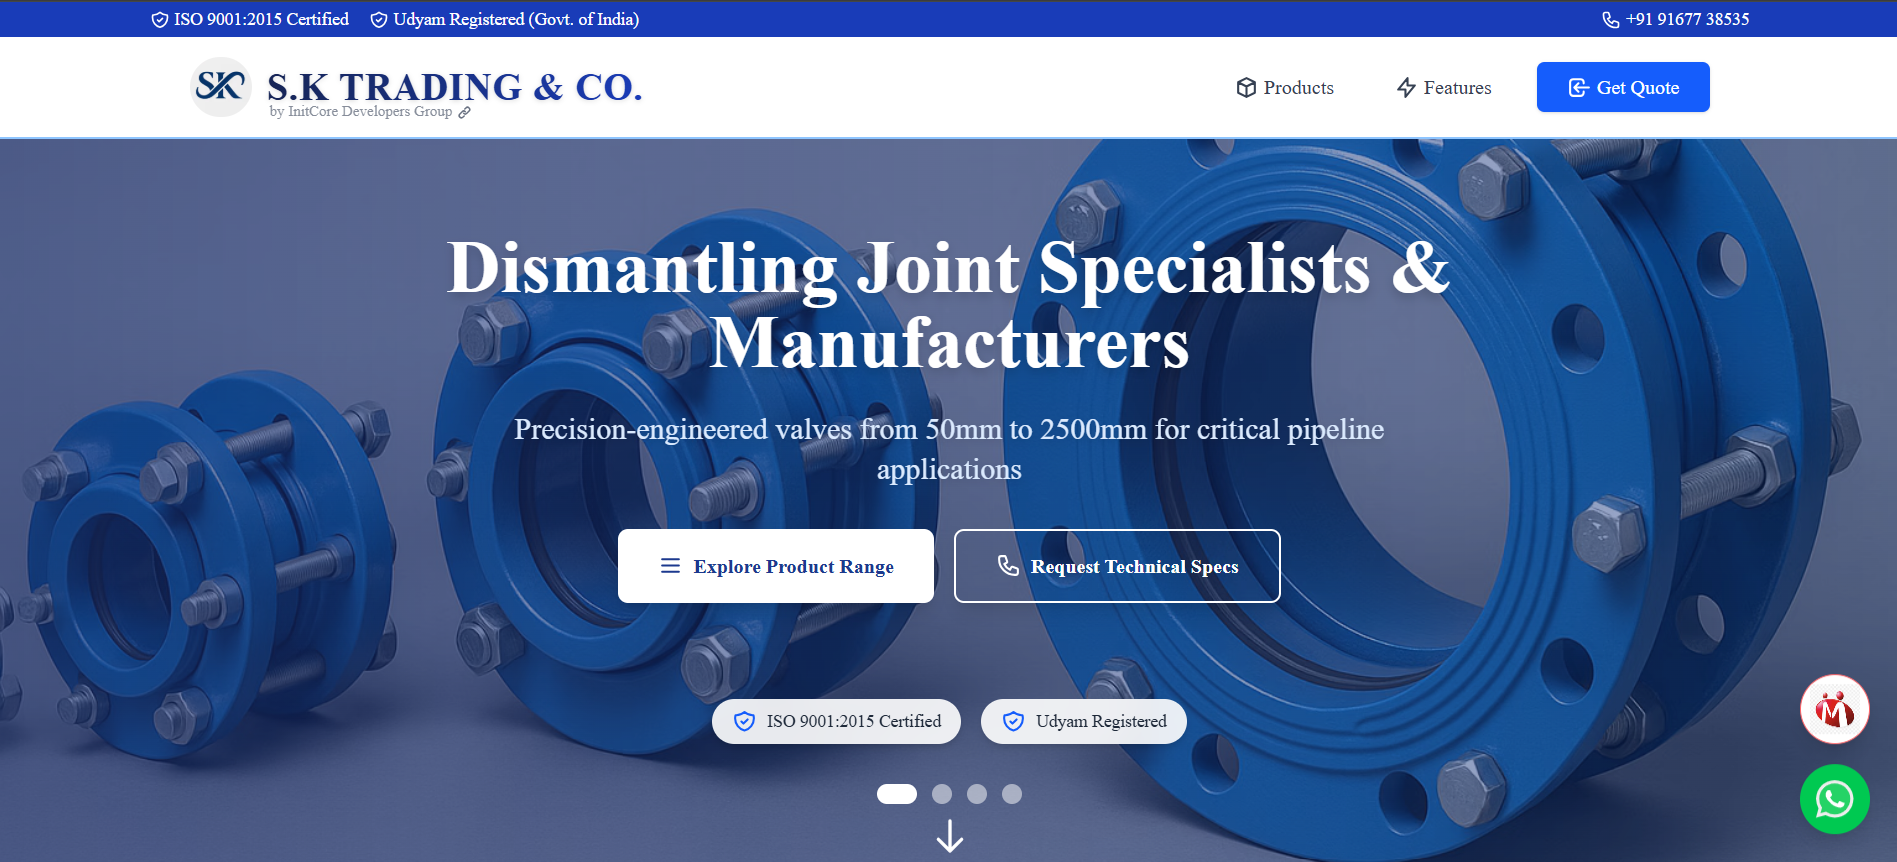 ISO 9001:2015 Certified
Udyam Registered (Govt. of India)
+91 91677 38535
SK
S.K TRADING & CO.
by InitCore Developers Group
Products
Features
Get Quote
Dismantling Joint Specialists &
Manufacturers
Precision-engineered valves from 50mm to 2500mm for critical pipeline
applications
Explore Product Range
Request Technical Specs
ISO 9001:2015 Certified
Udyam Registered
M